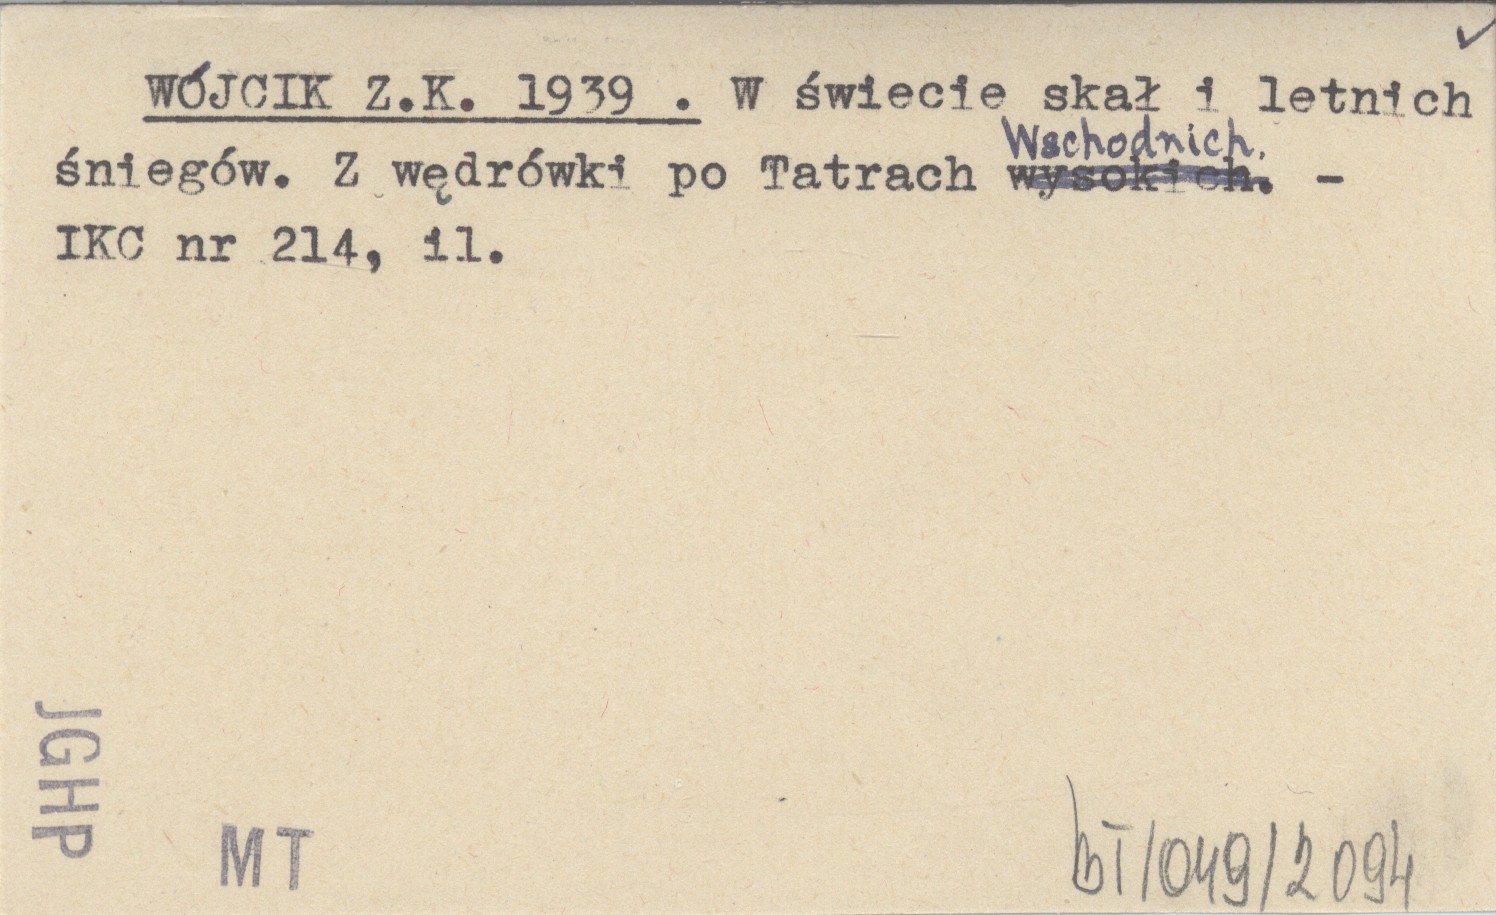 WÓJCIK Z.K. 1939 . W świecie skał i letnich
śniegów. Z wędrówki po Tatrach wysokich. Wschodnich. –
IKC nr 214, il.
JGHP
MT
BT/049/2094